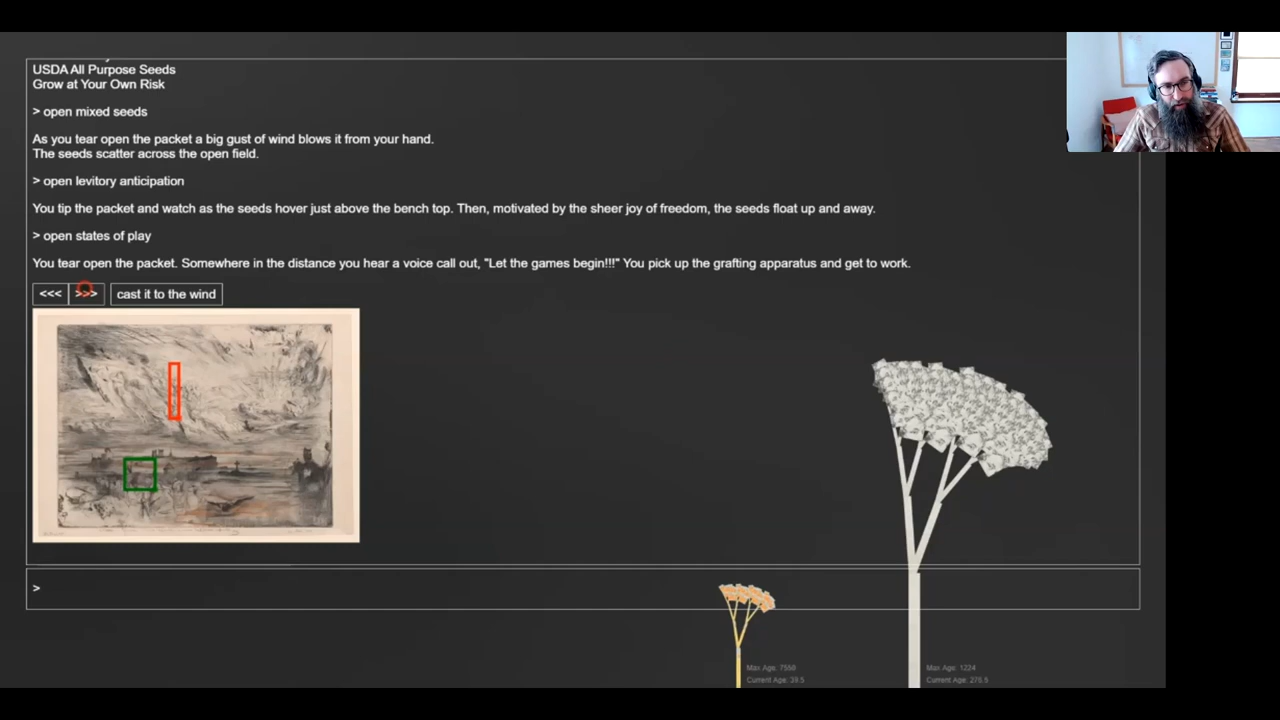 USDA All Purpose Seeds
Grow at Your Own Risk
> open mixed seeds
As you tear open the packet a big gust of wind blows it from your hand.
The seeds scatter across the open field.
> open levitory anticipation
You tip the packet and watch as the seeds hover just above the bench top. Then, motivated by the sheer joy of freedom, the seeds float up and away.
> open states of play
You tear open the packet. Somewhere in the distance you hear a voice call out, "Let the games begin!!!" You pick up the grafting apparatus and get to work.
<<< >>> cast it to the wind
>
Max Age: 7550
Current Age: 39.5
Max Age: 1224
Current Age: 276.5